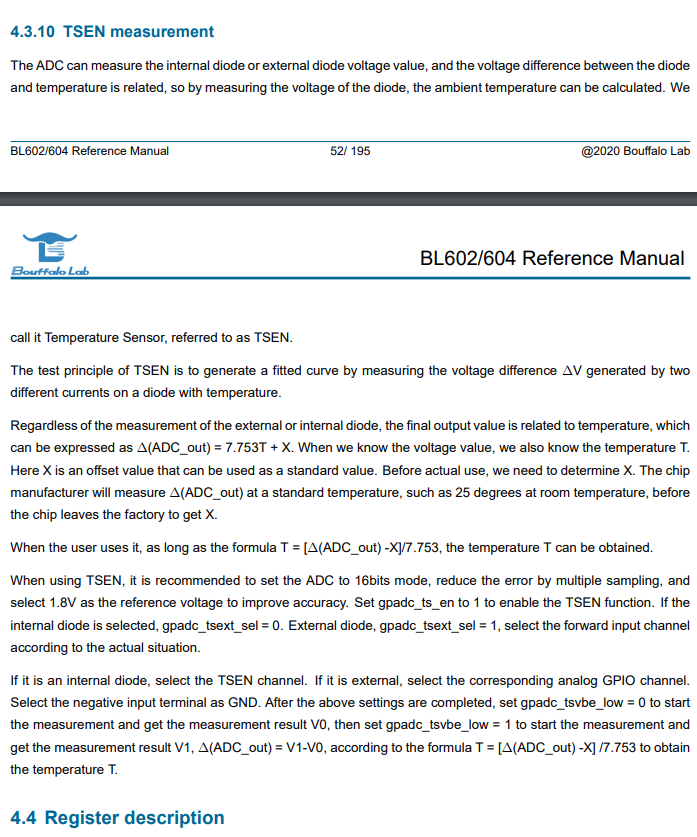 4.3.10 TSEN measurement
The ADC can measure the internal diode or external diode voltage value, and the voltage difference between the diode
and temperature is related, so by measuring the voltage of the diode, the ambient temperature can be calculated. We
BL602/604 Reference Manual 52/ 195 @2020 Bouffalo Lab
Bouffalo Lab
BL602/604 Reference Manual
call it Temperature Sensor, referred to as TSEN.
The test principle of TSEN is to generate a fitted curve by measuring the voltage difference △V generated by two
different currents on a diode with temperature.
Regardless of the measurement of the external or internal diode, the final output value is related to temperature, which
can be expressed as △(ADC_out) = 7.753T + X. When we know the voltage value, we also know the temperature T.
Here X is an offset value that can be used as a standard value. Before actual use, we need to determine X. The chip
manufacturer will measure △(ADC_out) at a standard temperature, such as 25 degrees at room temperature, before
the chip leaves the factory to get X.
When the user uses it, as long as the formula T = [△(ADC_out) -X]/7.753, the temperature T can be obtained.
When using TSEN, it is recommended to set the ADC to 16bits mode, reduce the error by multiple sampling, and
select 1.8V as the reference voltage to improve accuracy. Set gpadc_ts_en to 1 to enable the TSEN function. If the
internal diode is selected, gpadc_tsext_sel = 0. External diode, gpadc_tsext_sel = 1, select the forward input channel
according to the actual situation.
If it is an internal diode, select the TSEN channel. If it is external, select the corresponding analog GPIO channel.
Select the negative input terminal as GND. After the above settings are completed, set gpadc_tsvbe_low = 0 to start
the measurement and get the measurement result V0, then set gpadc_tsvbe_low = 1 to start the measurement and
get the measurement result V1, △(ADC_out) = V1-V0, according to the formula T = [△(ADC_out) -X] /7.753 to obtain
the temperature T.
4.4 Register description